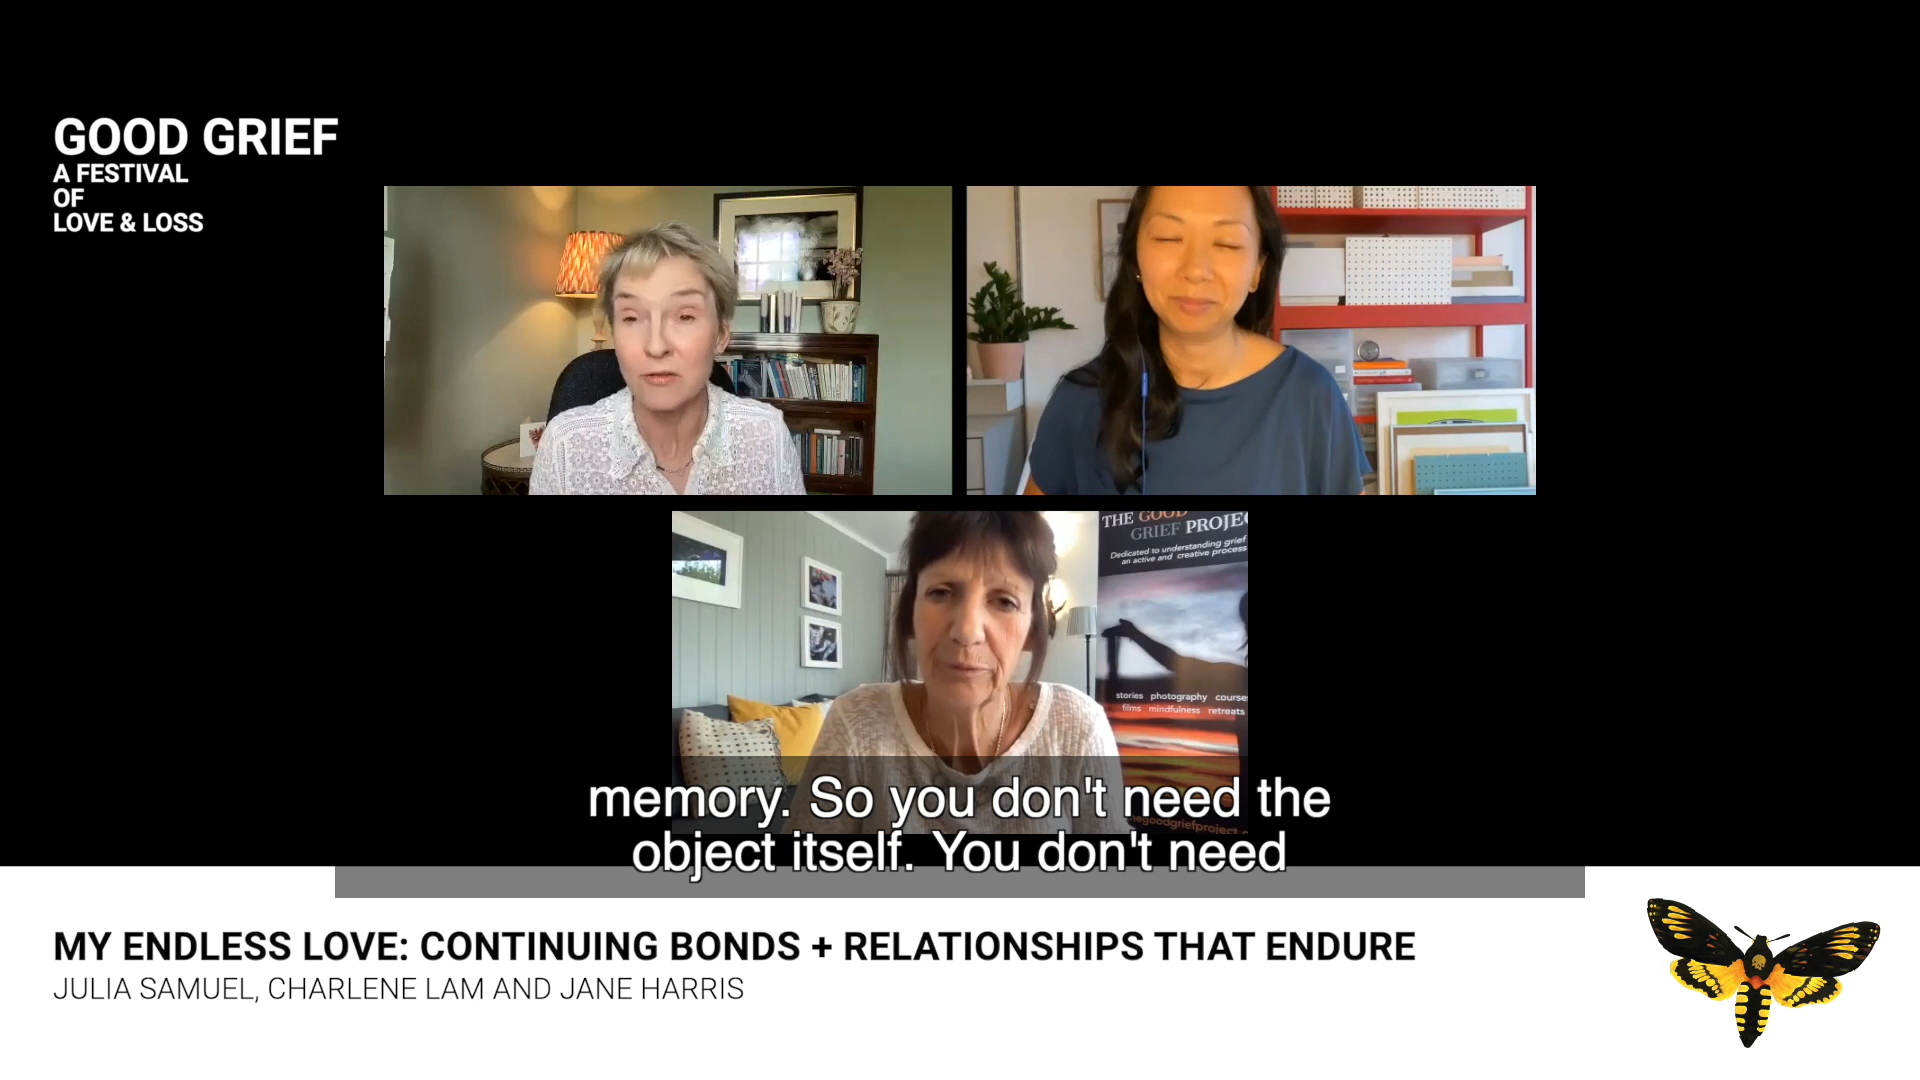 GOOD GRIEF
A FESTIVAL
OF
LOVE & LOSS
THE GOOD
GRIEF PROJEC
Dedicated to understanding grief
an active and creative process
stories photography course
films mindfulness retreats
hegoodgriefproject.
memory. So you don't need the
object itself. You don't need
MY ENDLESS LOVE: CONTINUING BONDS + RELATIONSHIPS THAT ENDURE
JULIA SAMUEL, CHARLENE LAM AND JANE HARRIS